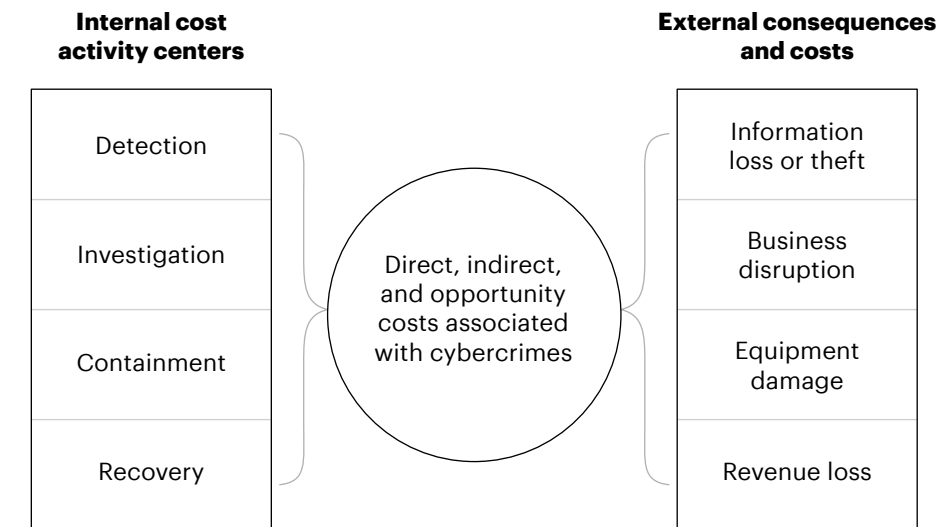 Internal cost
activity centers
Detection
Investigation
Containment
Recovery
Direct, indirect,
and opportunity
costs associated
with cybercrimes
External consequences
and costs
Information
loss or theft
Business
disruption
Equipment
damage
Revenue loss